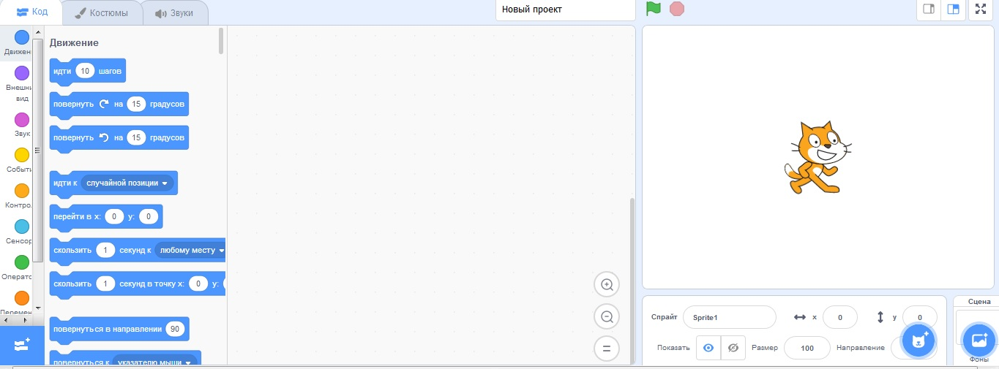 Код
Костюмы
Звуки
Новый проект
Движен
Внешни
вид
Звук
Событи
Контро
Сенсор
Операто
Перемен
Движение
идти 10 шагов
повернуть на 15 градусов
повернуть на 15 градусов
идти к случайной позиции
перейти в x: 0 y: 0
скользить 1 секунд к любому месту
скользить 1 секунд в точку x: 0 y:
повернуться в направлении 90
повернуться к указателю мыши
Спрайт Sprite1 x 0 y 0
Показать Размер 100 Направление
Сцена
Фоны